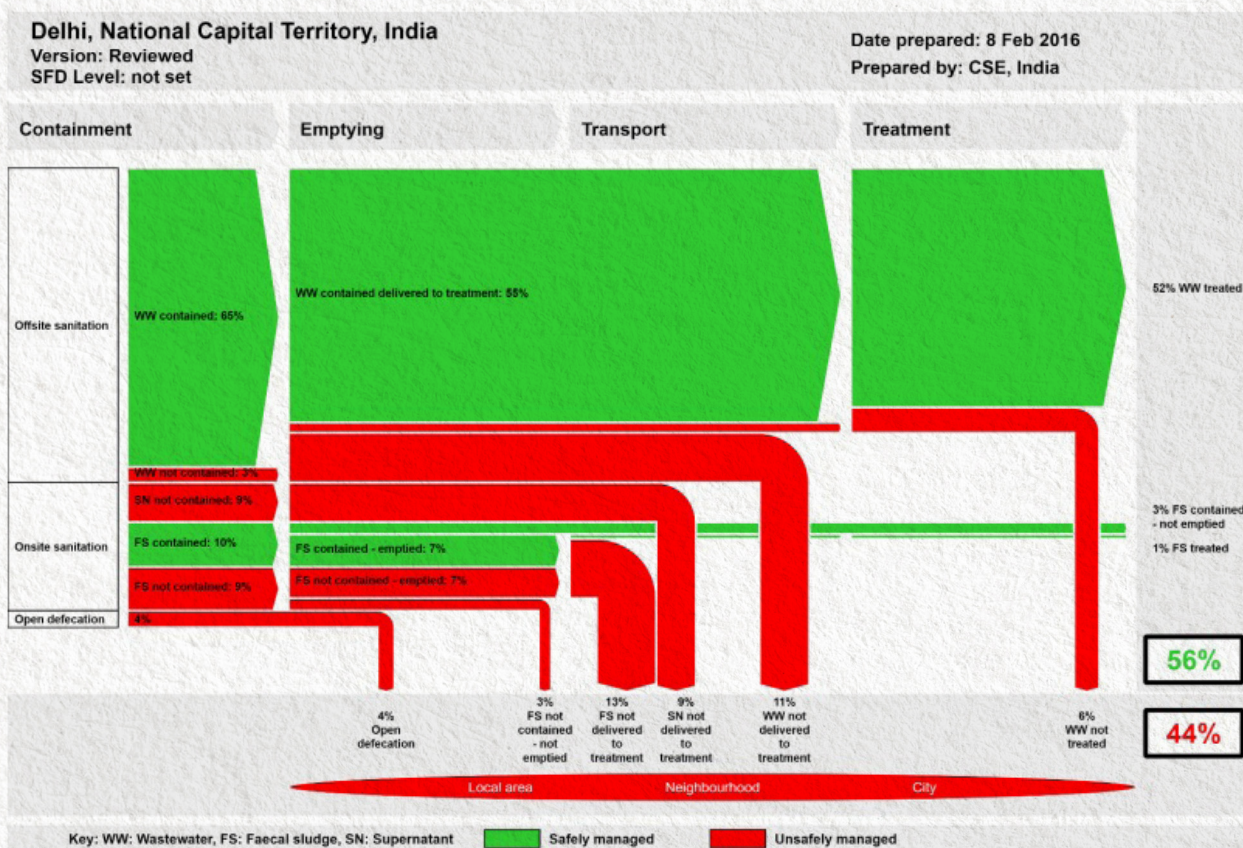 Delhi, National Capital Territory, India
Version: Reviewed
SFD Level: not set
Date prepared: 8 Feb 2016
Prepared by: CSE, India
Containment
Emptying
Transport
Treatment
Offsite sanitation
WW contained: 65%
WW contained delivered to treatment: 55%
52% WW treated
WW not contained: 3%
SN not contained: 9%
Onsite sanitation
FS contained: 10%
FS contained - emptied: 7%
3% FS contained
- not emptied
1% FS treated
FS not contained: 9%
FS not contained - emptied: 7%
Open defecation
4%
56%
4%
Open
defecation
3%
FS not
contained
- not
emptied
13%
FS not
delivered
to
treatment
9%
SN not
delivered
to
treatment
11%
WW not
delivered
to
treatment
6%
WW not
treated
44%
Local area
Neighbourhood
City
Key: WW: Wastewater, FS: Faecal sludge, SN: Supernatant
Safely managed
Unsafely managed